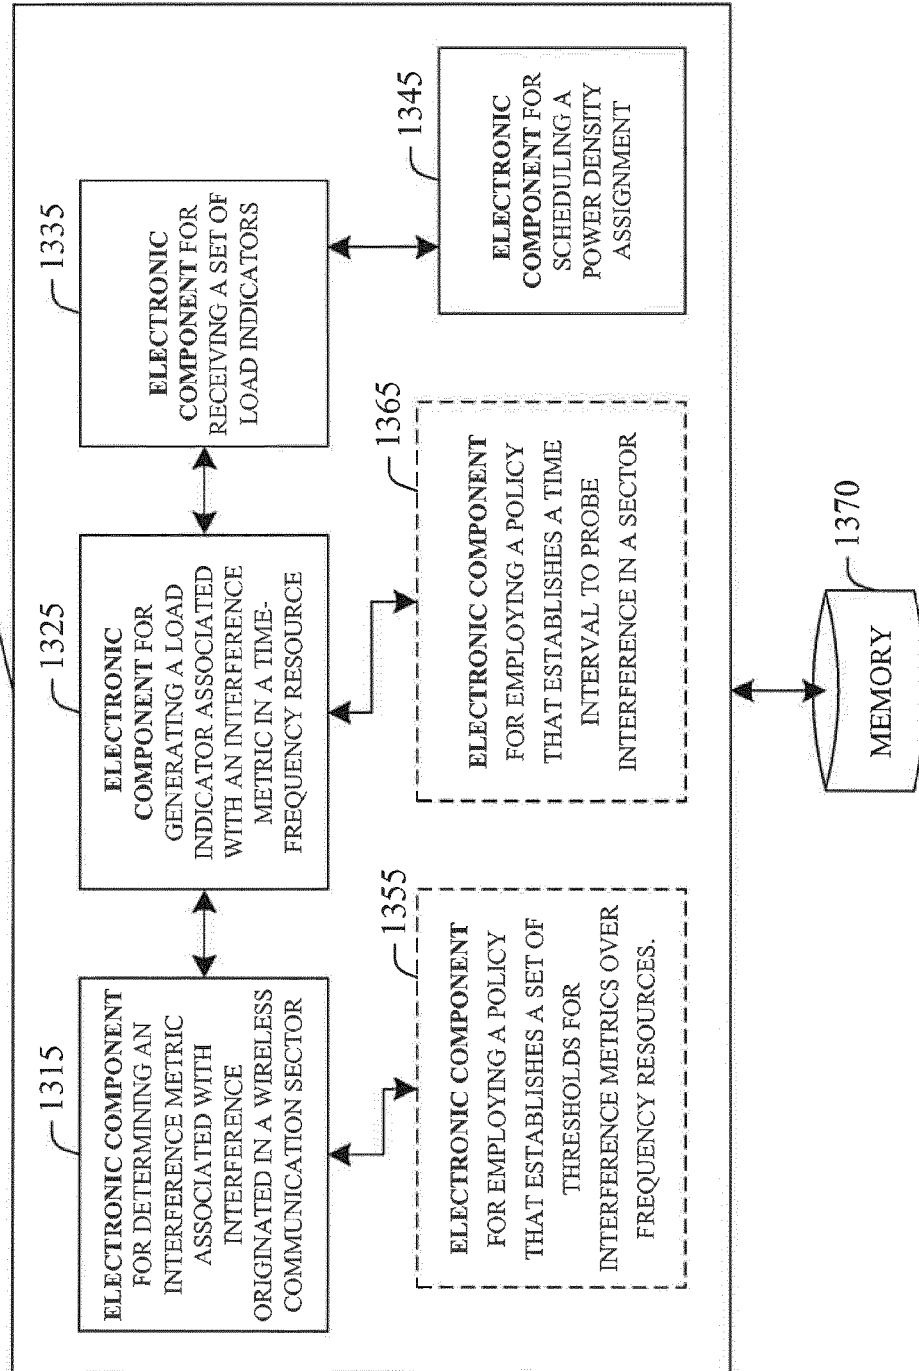 1315
ELECTRONIC COMPONENT
FOR DETERMINING AN
INTERFERENCE METRIC
ASSOCIATED WITH
INTERFERENCE
ORIGINATED IN A WIRELESS
COMMUNICATION SECTOR
1325
ELECTRONIC
COMPONENT FOR
GENERATING A LOAD
INDICATOR ASSOCIATED
WITH AN INTERFERENCE
METRIC IN A TIME-
FREQUENCY RESOURCE
1335
ELECTRONIC
COMPONENT FOR
RECEIVING A SET OF
LOAD INDICATORS
1355
ELECTRONIC COMPONENT
FOR EMPLOYING A POLICY
THAT ESTABLISHES A SET OF
THRESHOLDS FOR
INTERFERENCE METRICS OVER
FREQUENCY RESOURCES.
1365
ELECTRONIC COMPONENT
FOR EMPLOYING A POLICY
THAT ESTABLISHES A TIME
INTERVAL TO PROBE
INTERFERENCE IN A SECTOR
1345
ELECTRONIC
COMPONENT FOR
SCHEDULING A
POWER DENSITY
ASSIGNMENT
1370
MEMORY